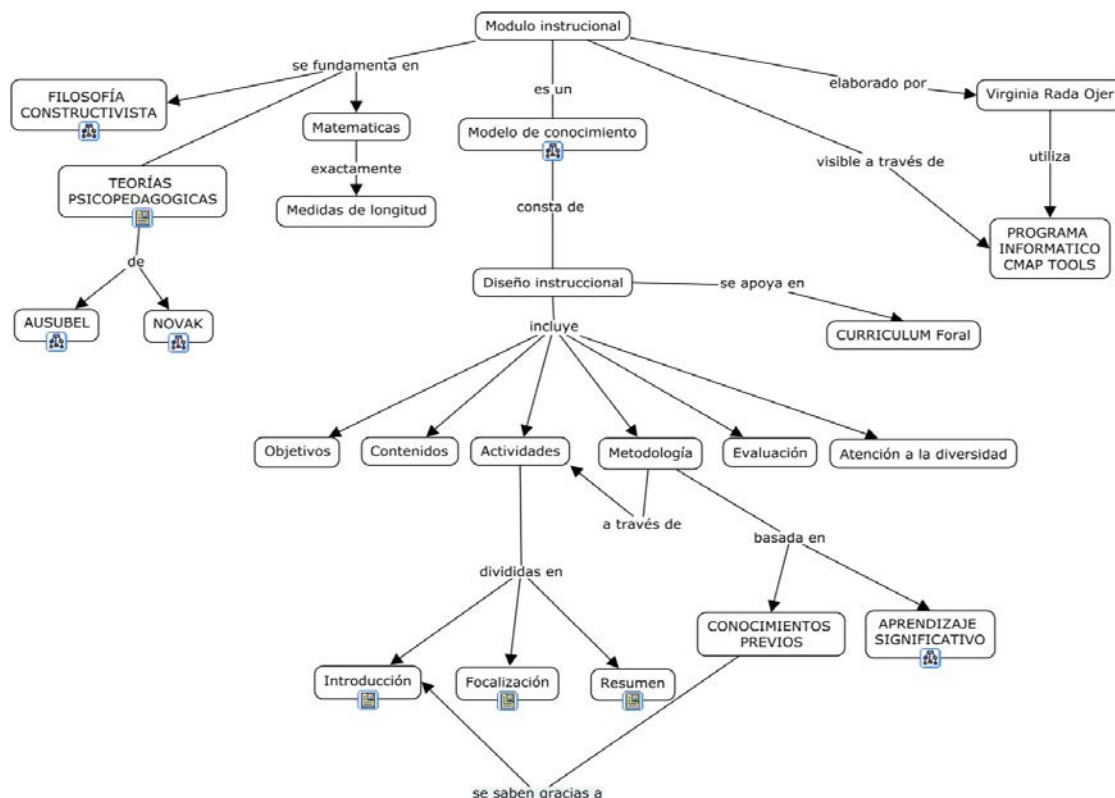 Modulo instrucional
se fundamenta en
elaborado por
es un
FILOSOFÍA
CONSTRUCTIVISTA
Matematicas
Modelo de conocimiento
Virginia Rada Ojer
exactamente
visible a través de
utiliza
TEORÍAS
PSICOPEDAGOGICAS
Medidas de longitud
consta de
PROGRAMA
INFORMATICO
CMAP TOOLS
de
Diseño instruccional
se apoya en
AUSUBEL
NOVAK
incluye
CURRICULUM Foral
Objetivos
Contenidos
Actividades
Metodología
Evaluación
Atención a la diversidad
a través de
basada en
divididas en
CONOCIMIENTOS
PREVIOS
APRENDIZAJE
SIGNIFICATIVO
Introducción
Focalización
Resumen
se saben gracias a